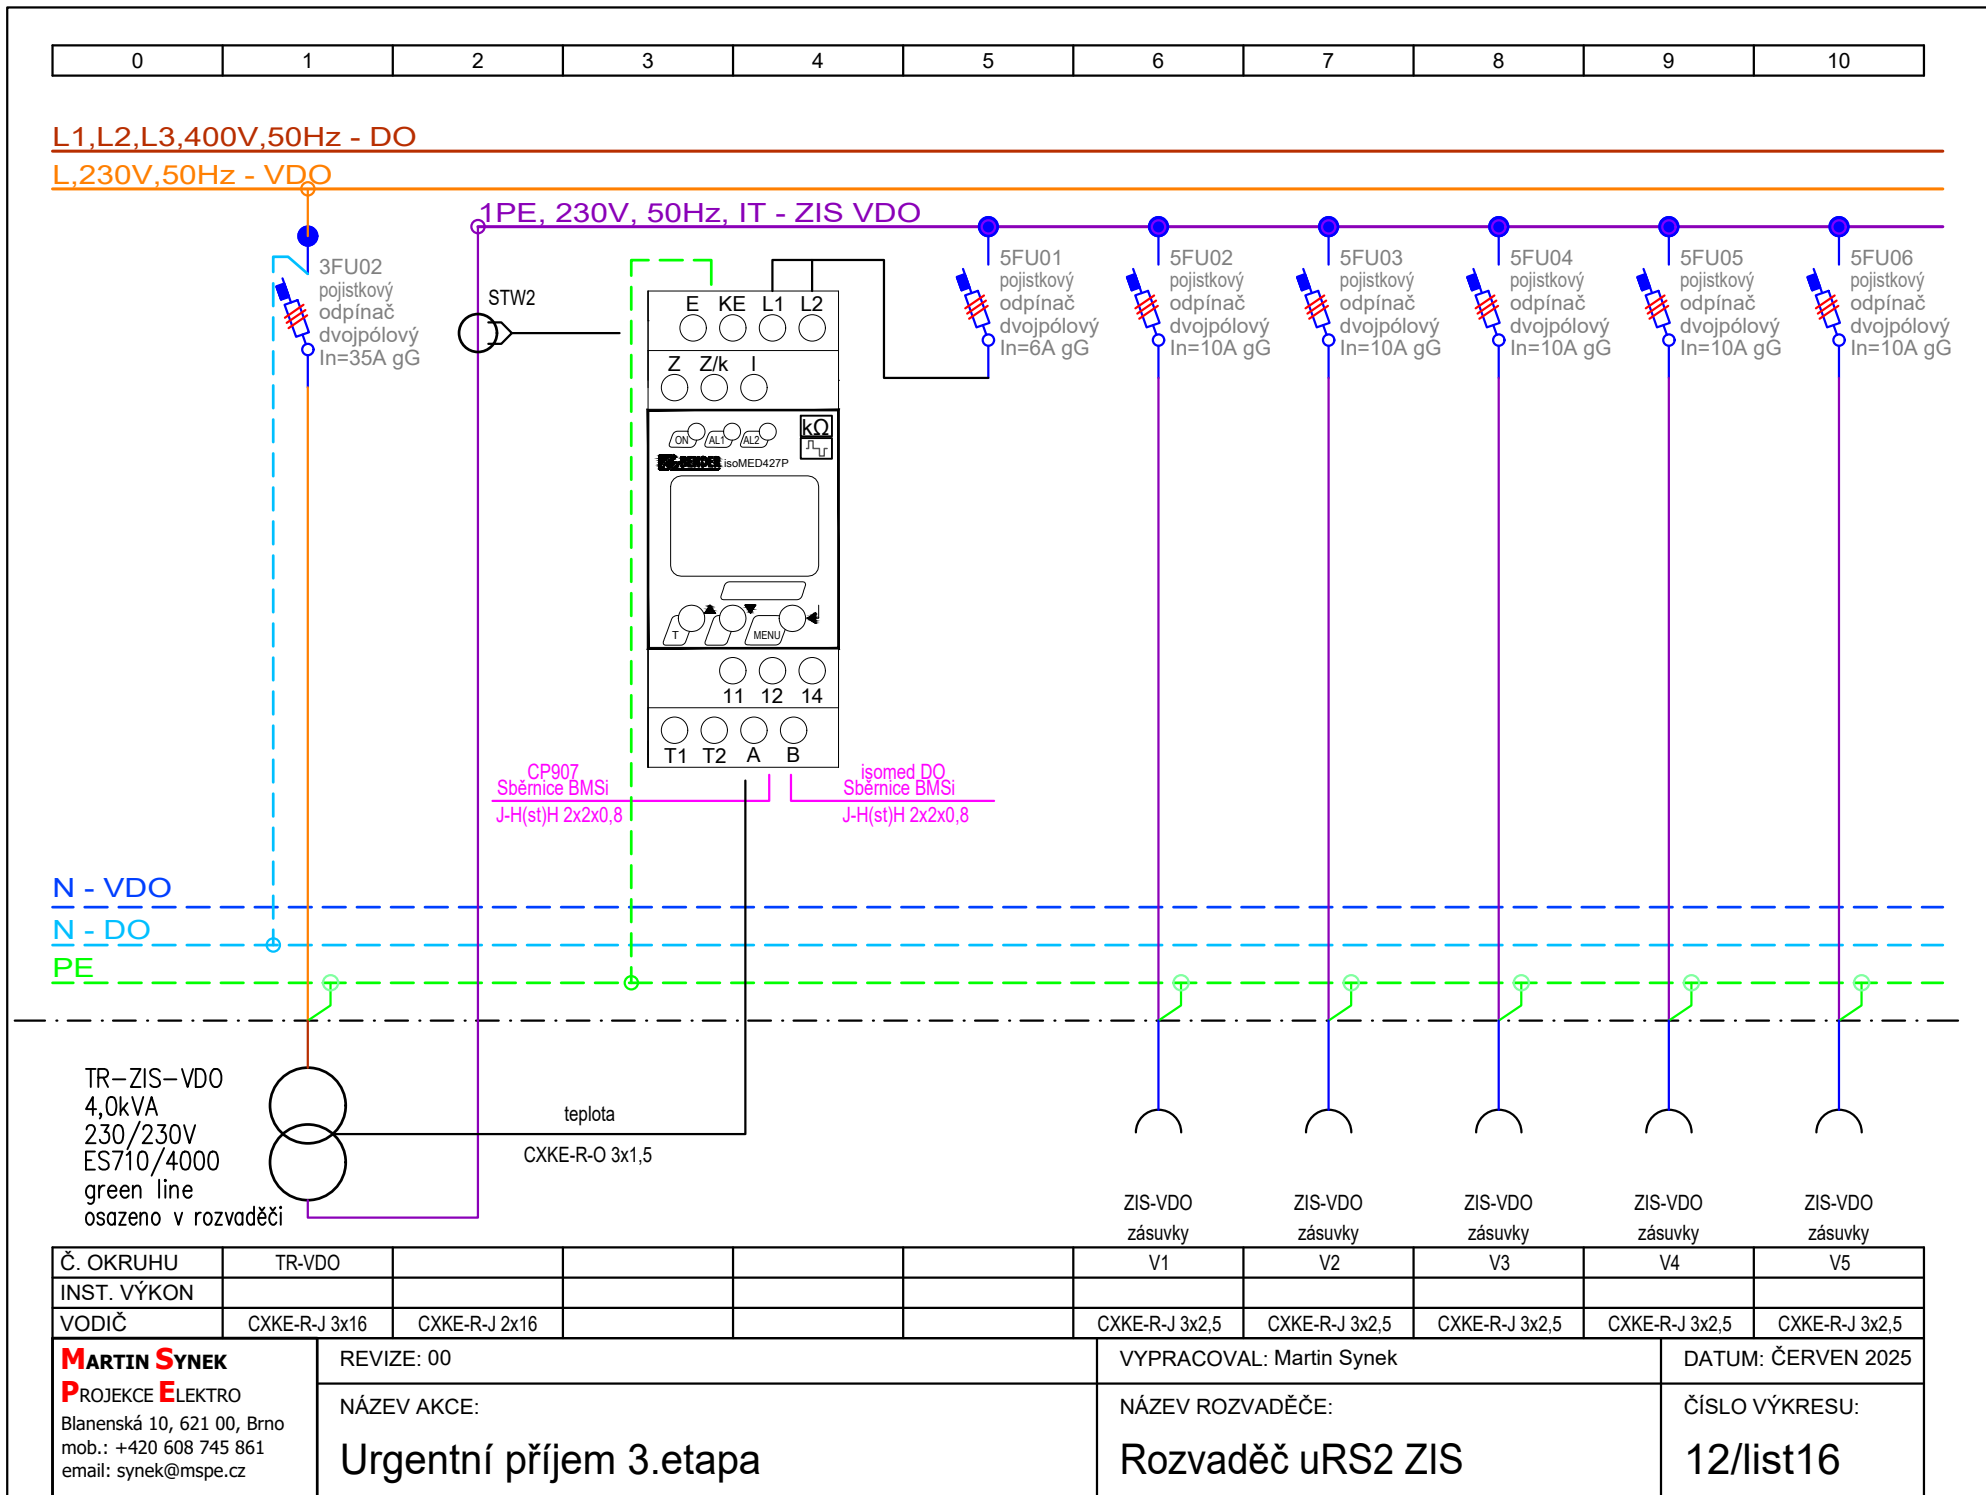 0 1 2 3 4 5 6 7 8 9 10
L1,L2,L3,400V,50Hz - DO
L,230V,50Hz - VDO
1PE, 230V, 50Hz, IT - ZIS VDO
3FU02
pojistkový
odpínač
dvojpólový
In=35A gG
STW2
E KE L1 L2
Z Z/k I
ON AL1 AL2
kΩ
BENDER isoMED427P
T MENU
11 12 14
T1 T2 A B
5FU01
pojistkový
odpínač
dvojpólový
In=6A gG
5FU02
pojistkový
odpínač
dvojpólový
In=10A gG
5FU03
pojistkový
odpínač
dvojpólový
In=10A gG
5FU04
pojistkový
odpínač
dvojpólový
In=10A gG
5FU05
pojistkový
odpínač
dvojpólový
In=10A gG
5FU06
pojistkový
odpínač
dvojpólový
In=10A gG
CP907
Sběrnice BMSi
J-H(st)H 2x2x0,8
isomed DO
Sběrnice BMSi
J-H(st)H 2x2x0,8
N - VDO
N - DO
PE
TR-ZIS-VDO
4,0kVA
230/230V
ES710/4000
green line
osazeno v rozvaděči
teplota
CXKE-R-O 3x1,5
ZIS-VDO
zásuvky
ZIS-VDO
zásuvky
ZIS-VDO
zásuvky
ZIS-VDO
zásuvky
ZIS-VDO
zásuvky
Č. OKRUHU TR-VDO V1 V2 V3 V4 V5
INST. VÝKON
VODIČ CXKE-R-J 3x16 CXKE-R-J 2x16 CXKE-R-J 3x2,5 CXKE-R-J 3x2,5 CXKE-R-J 3x2,5 CXKE-R-J 3x2,5 CXKE-R-J 3x2,5
MARTIN SYNEK
PROJEKCE ELEKTRO
Blanenská 10, 621 00, Brno
mob.: +420 608 745 861
email: synek@mspe.cz
REVIZE: 00
NÁZEV AKCE:
Urgentní příjem 3.etapa
VYPRACOVAL: Martin Synek
NÁZEV ROZVADĚČE:
Rozvaděč uRS2 ZIS
DATUM: ČERVEN 2025
ČÍSLO VÝKRESU:
12/list16